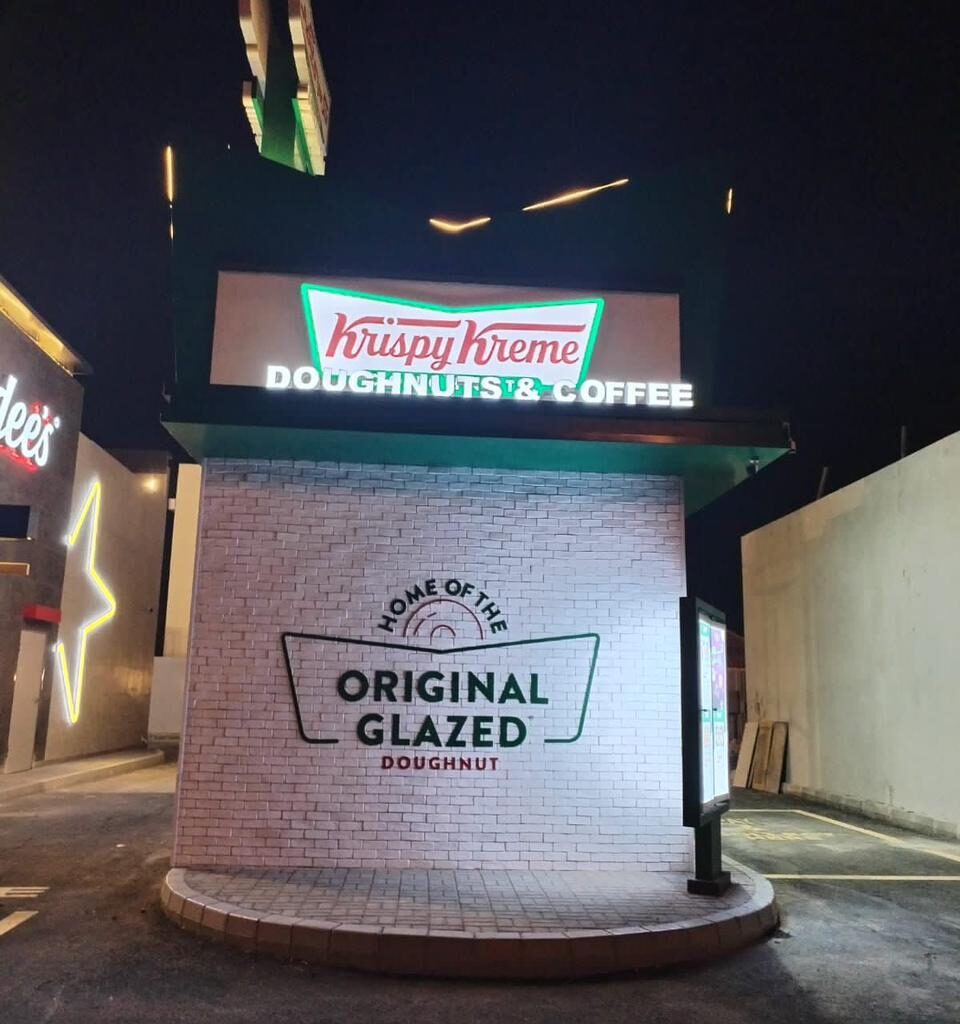 Krispy Kreme
DOUGHNUTS & COFFEE
dee's
HOME OF THE
ORIGINAL
GLAZED
DOUGHNUT